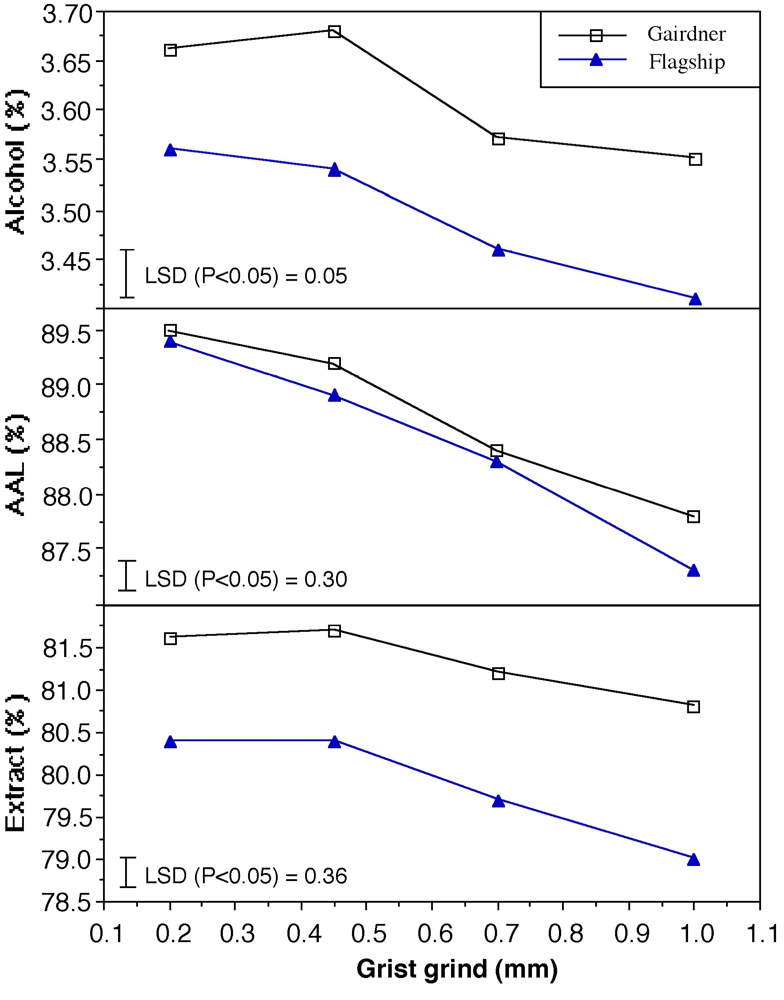 3.70
3.65
3.60
3.55
3.50
3.45
Alcohol (%)
Gairdner
Flagship
LSD (P<0.05) = 0.05
89.5
89.0
88.5
88.0
87.5
AAL (%)
LSD (P<0.05) = 0.30
81.5
81.0
80.5
80.0
79.5
79.0
78.5
Extract (%)
LSD (P<0.05) = 0.36
0.1 0.2 0.3 0.4 0.5 0.6 0.7 0.8 0.9 1.0 1.1
Grist grind (mm)